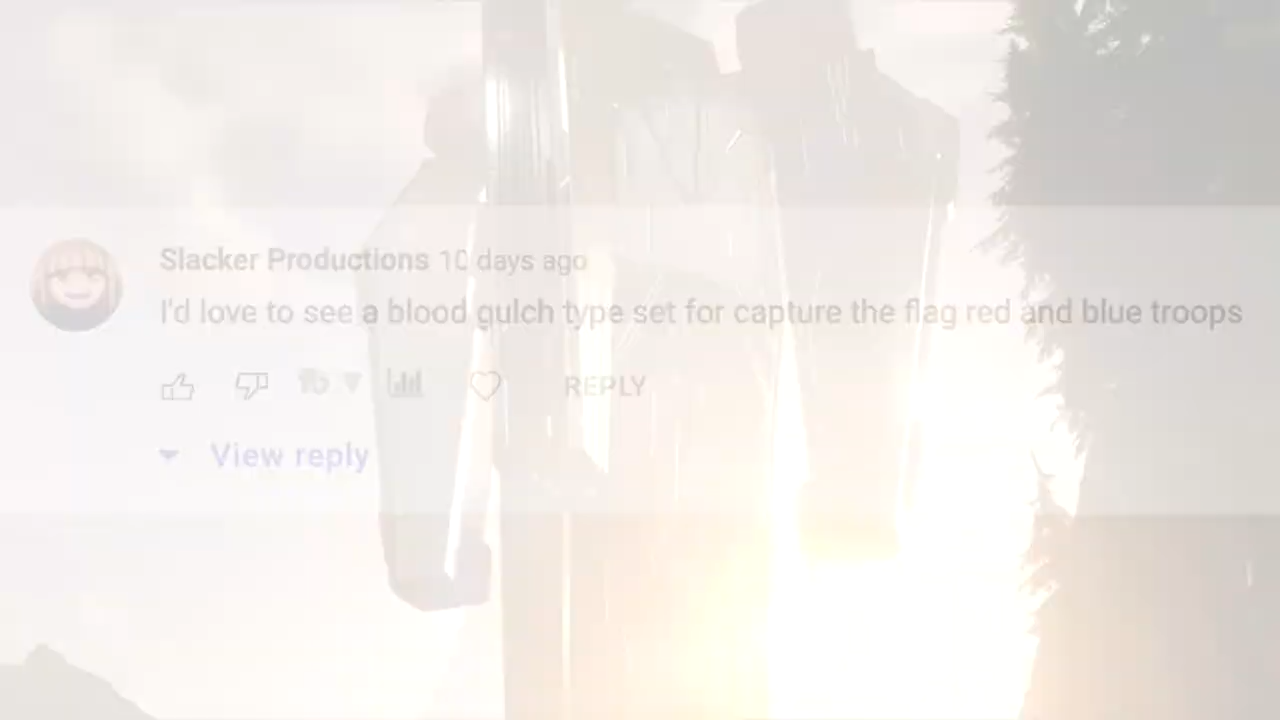 Slacker Productions 10 days ago
I'd love to see a blood gulch type set for capture the flag red and blue troops
REPLY
View reply